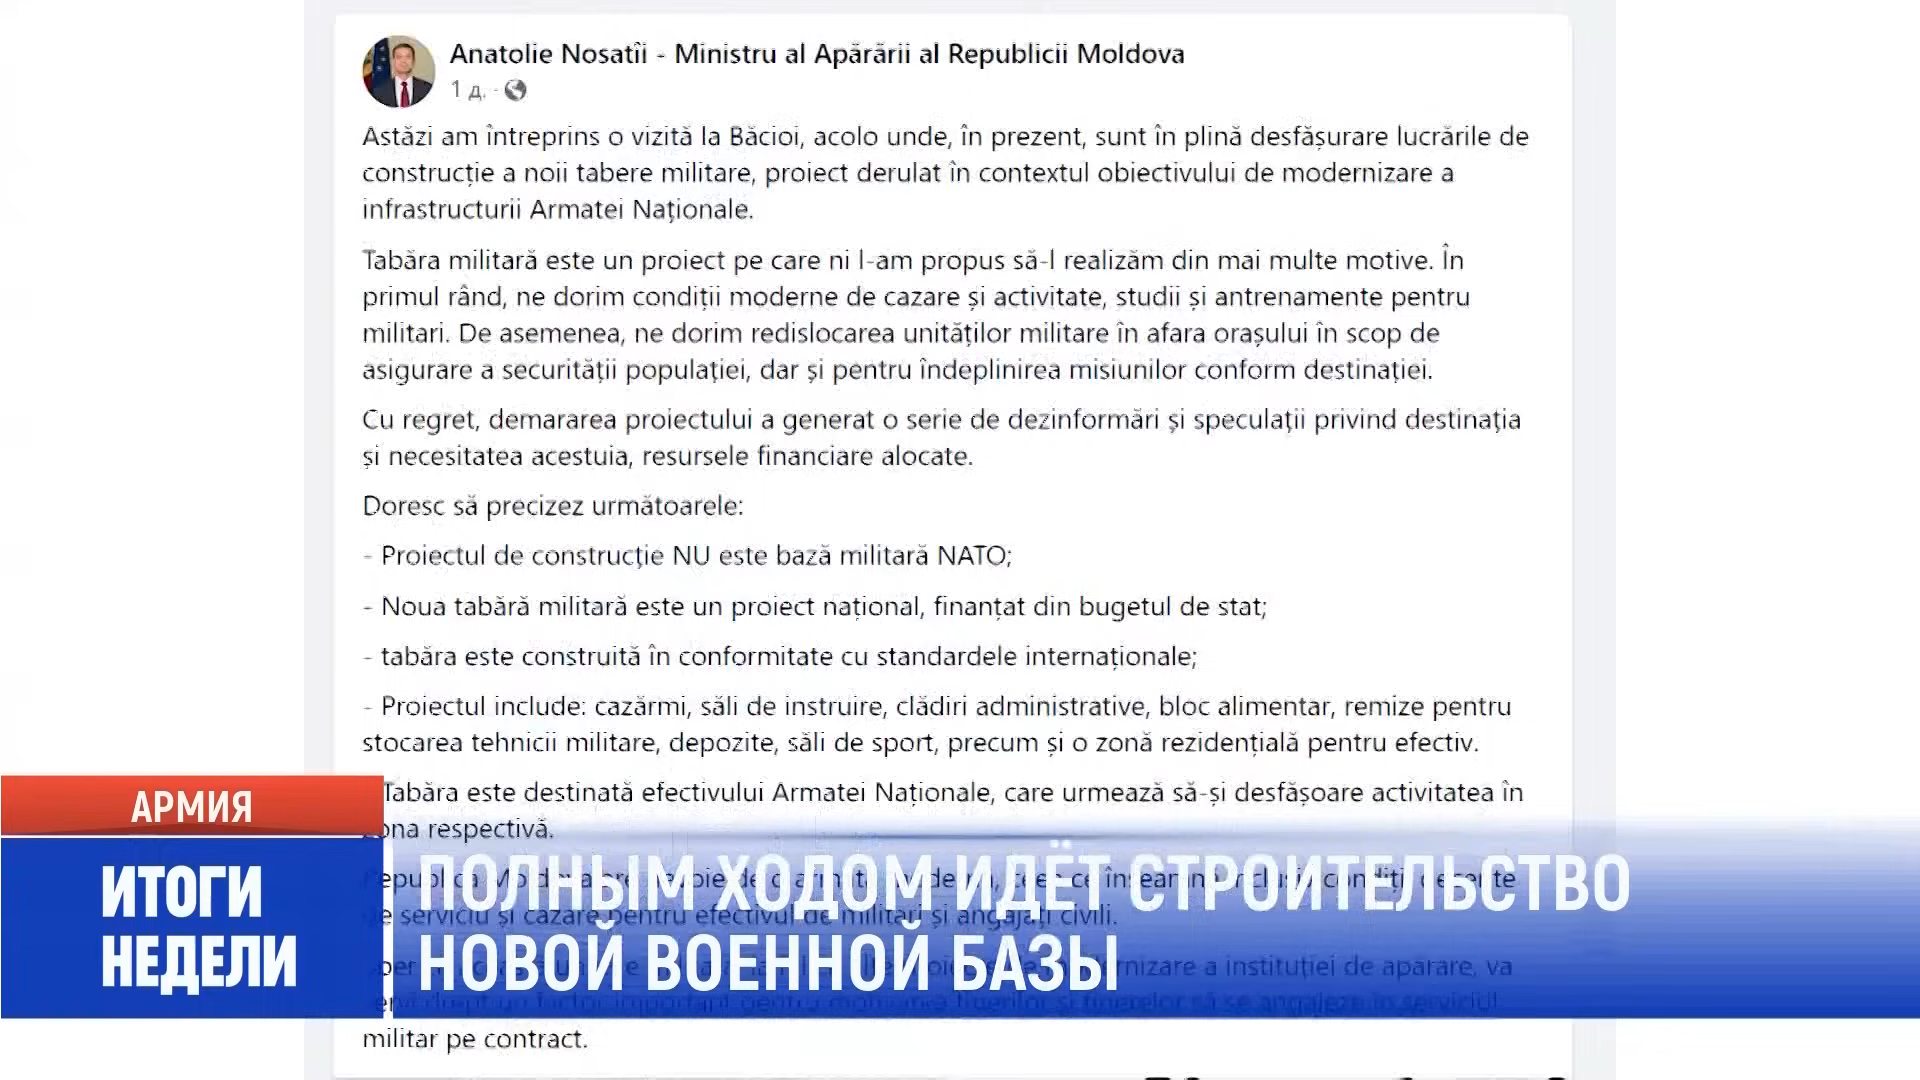 Anatolie Nosatîi - Ministru al Apărării al Republicii Moldova
1 д. ·
Astăzi am întreprins o vizită la Băcioi, acolo unde, în prezent, sunt în plină desfășurare lucrările de
construcție a noii tabere militare, proiect derulat în contextul obiectivului de modernizare a
infrastructurii Armatei Naționale.
Tabăra militară este un proiect pe care ni l-am propus să-l realizăm din mai multe motive. În
primul rând, ne dorim condiții moderne de cazare și activitate, studii și antrenamente pentru
militari. De asemenea, ne dorim redislocarea unităților militare în afara orașului în scop de
asigurare a securității populației, dar și pentru îndeplinirea misiunilor conform destinației.
Cu regret, demararea proiectului a generat o serie de dezinformări și speculații privind destinația
și necesitatea acestuia, resursele financiare alocate.
Doresc să precizez următoarele:
- Proiectul de construcție NU este bază militară NATO;
- Noua tabără militară este un proiect național, finanțat din bugetul de stat;
- tabăra este construită în conformitate cu standardele internaționale;
- Proiectul include: cazărmi, săli de instruire, clădiri administrative, bloc alimentar, remize pentru
stocarea tehnicii militare, depozite, săli de sport, precum și o zonă rezidențială pentru efectiv.
Tabăra este destinată efectivului Armatei Naționale, care urmează să-și desfășoare activitatea în
zona respectivă.
serviciu și cazare pentru efectivul de militari și angajați civili.
a instituției de apărare, va
militar pe contract.
АРМИЯ
ИТОГИ
НЕДЕЛИ
ПОЛНЫМ ХОДОМ ИДЁТ СТРОИТЕЛЬСТВО
НОВОЙ ВОЕННОЙ БАЗЫ